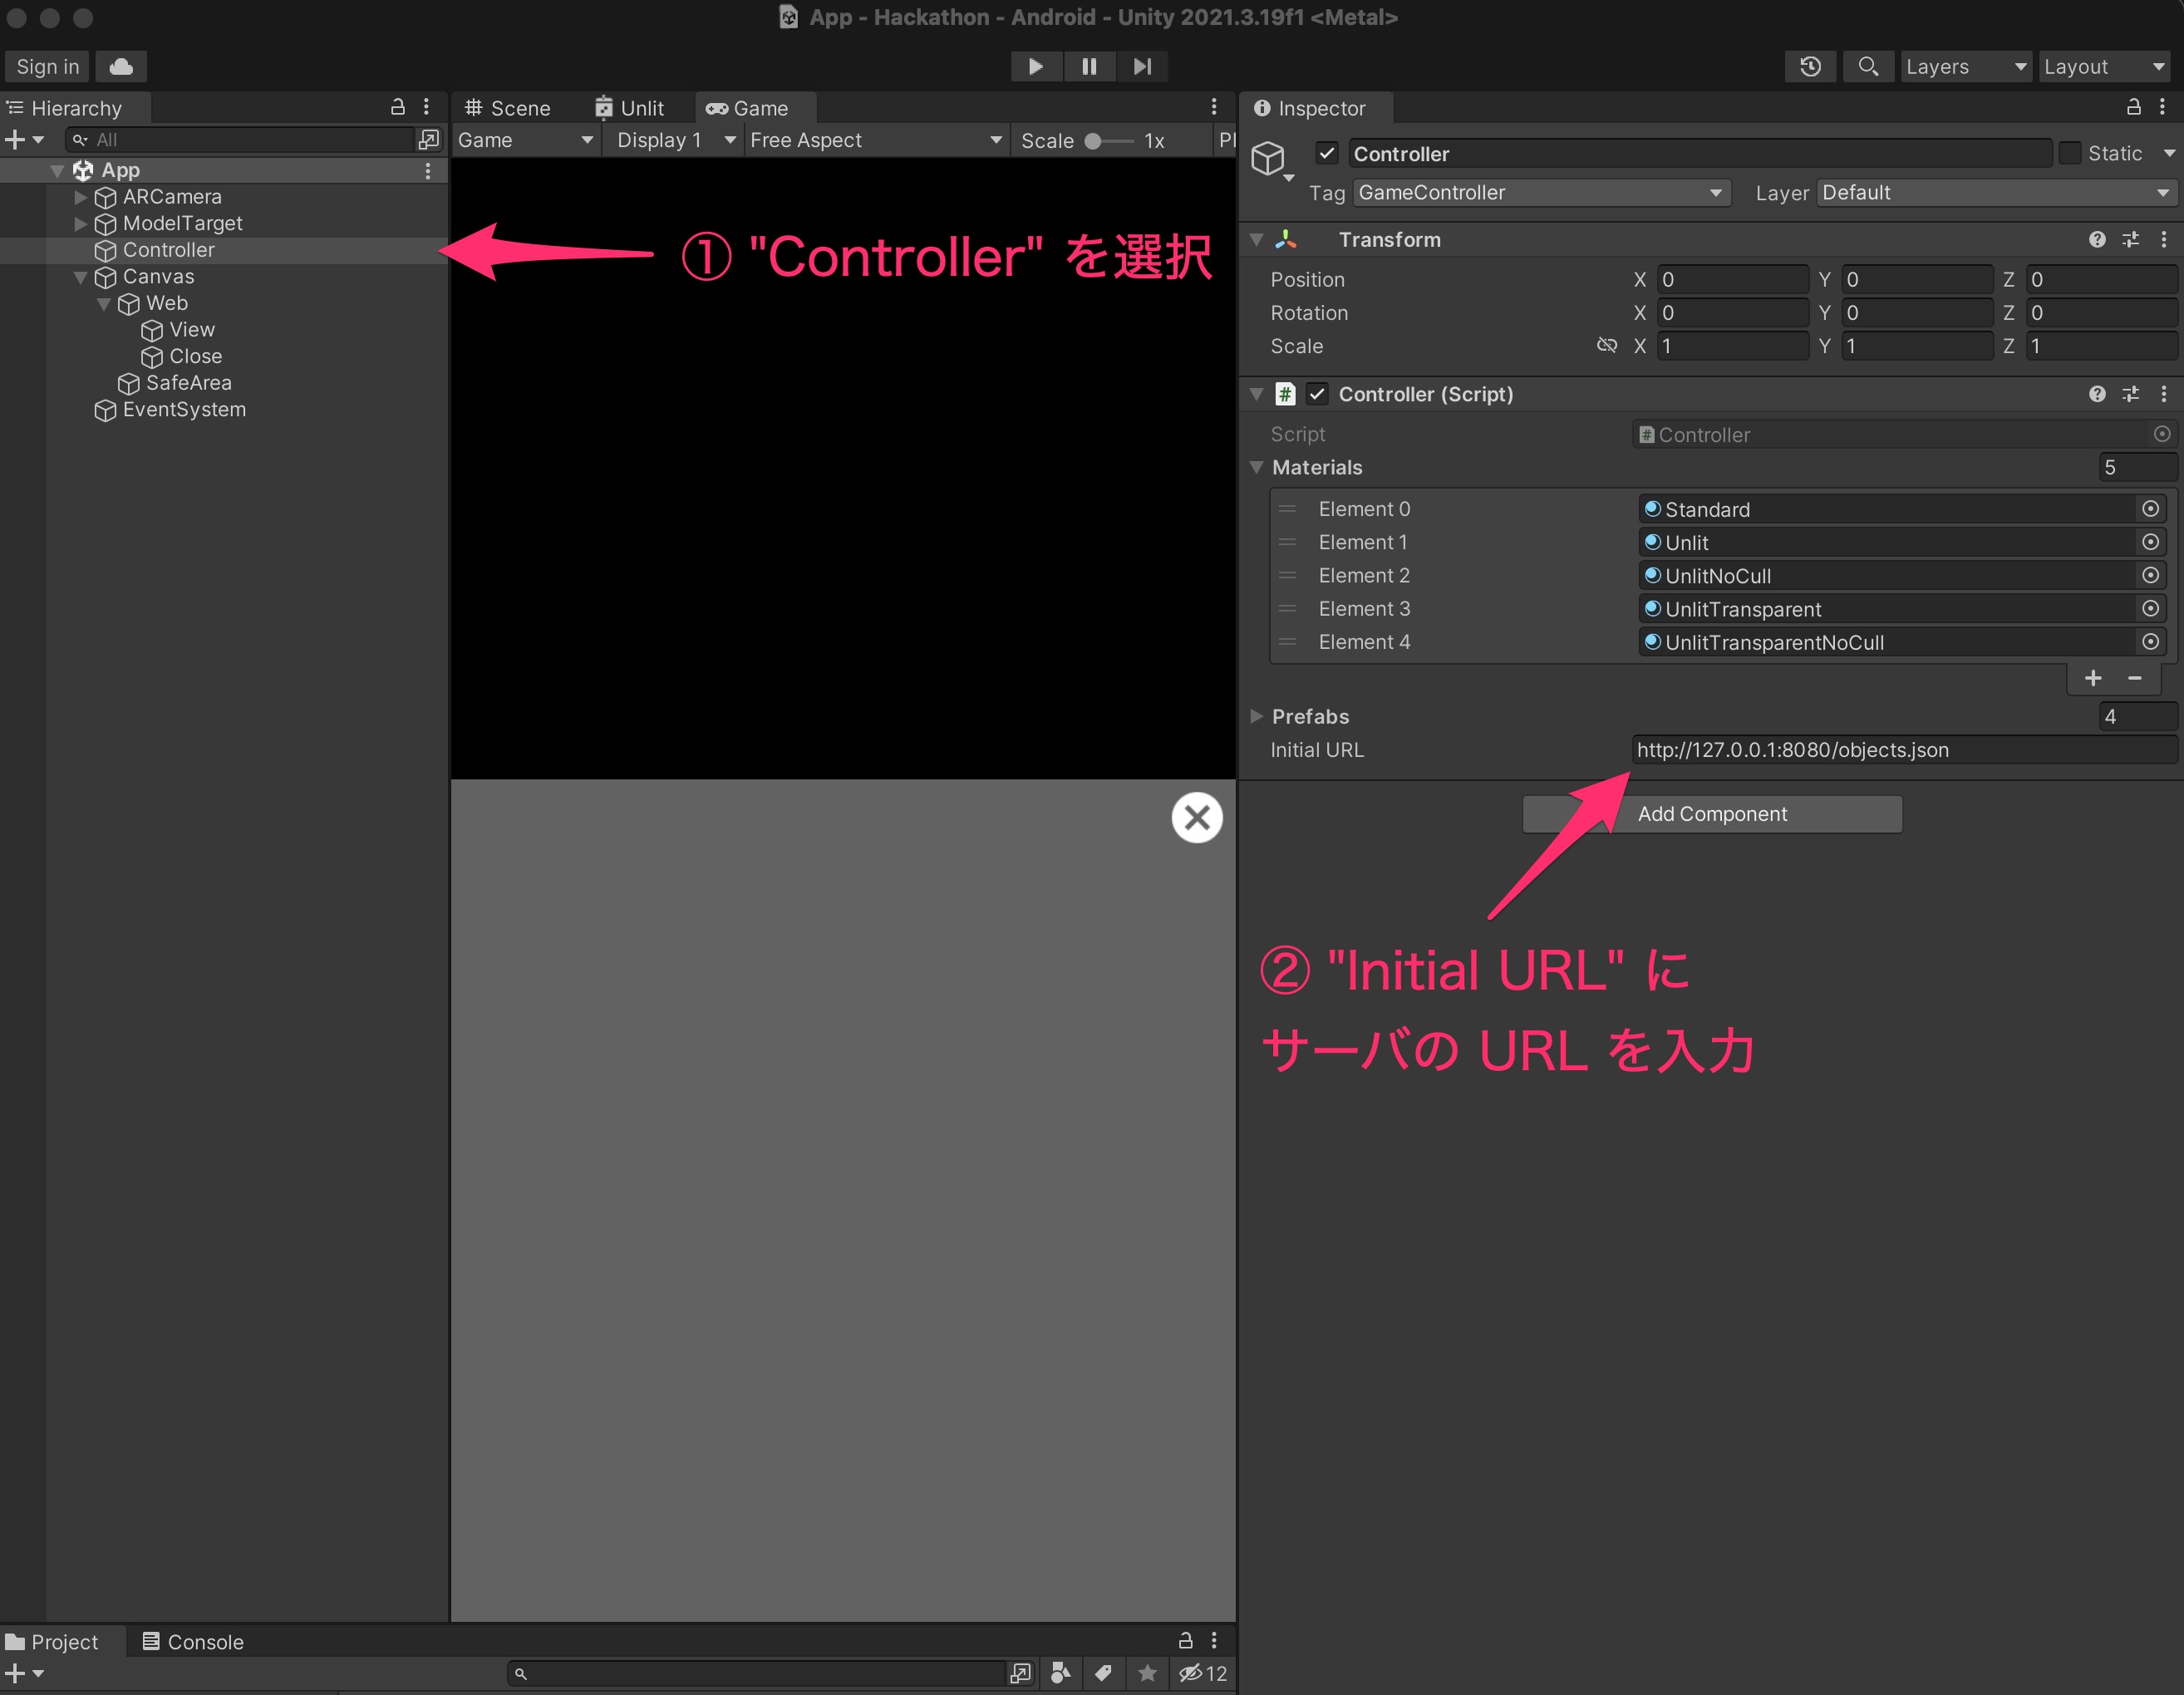 App - Hackathon - Android - Unity 2021.3.19f1 <Metal>
Sign in
Layers
Layout
Hierarchy
All
App
ARCamera
ModelTarget
Controller
Canvas
Web
View
Close
SafeArea
EventSystem
Scene
Unlit
Game
Game
Display 1
Free Aspect
Scale
1x
Pl
① "Controller" を選択
Inspector
Controller
Static
Tag
GameController
Layer
Default
Transform
Position X 0 Y 0 Z 0
Rotation X 0 Y 0 Z 0
Scale X 1 Y 1 Z 1
# Controller (Script)
Script # Controller
Materials 5
Element 0 Standard
Element 1 Unlit
Element 2 UnlitNoCull
Element 3 UnlitTransparent
Element 4 UnlitTransparentNoCull
Prefabs 4
Initial URL http://127.0.0.1:8080/objects.json
Add Component
② "Initial URL" に
サーバの URL を入力
Project
Console
12